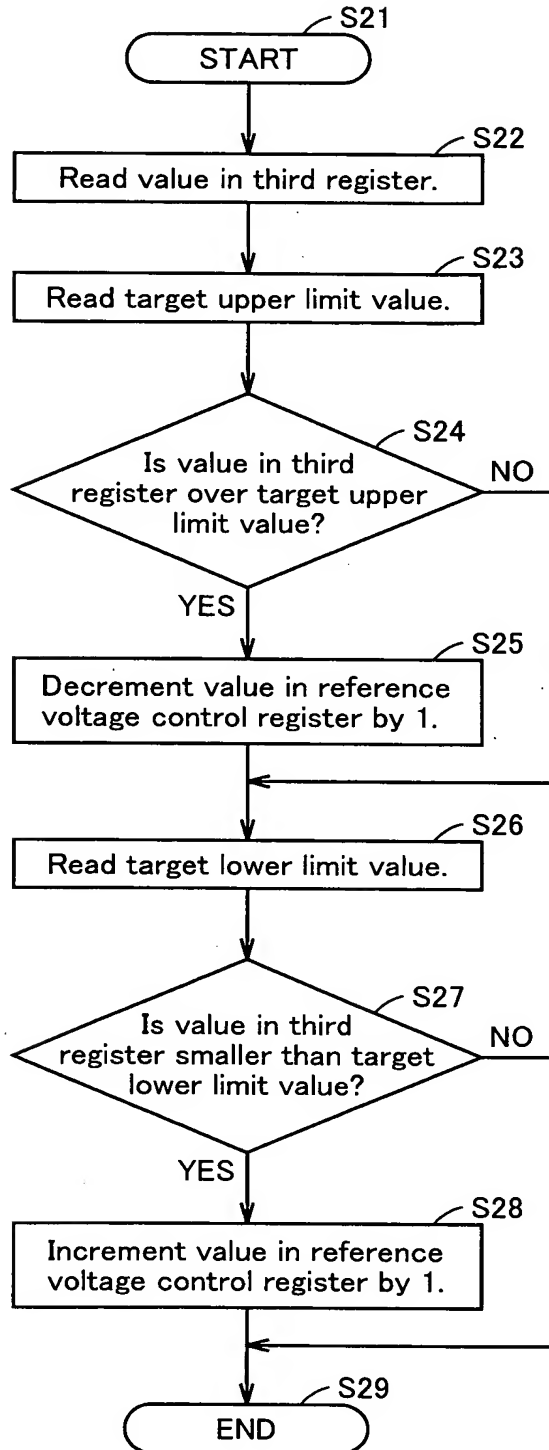 S21
START
S22
Read value in third register.
S23
Read target upper limit value.
S24
Is value in third
register over target upper
limit value?
NO
YES
S25
Decrement value in reference
voltage control register by 1.
S26
Read target lower limit value.
S27
Is value in third
register smaller than target
lower limit value?
NO
YES
S28
Increment value in reference
voltage control register by 1.
S29
END